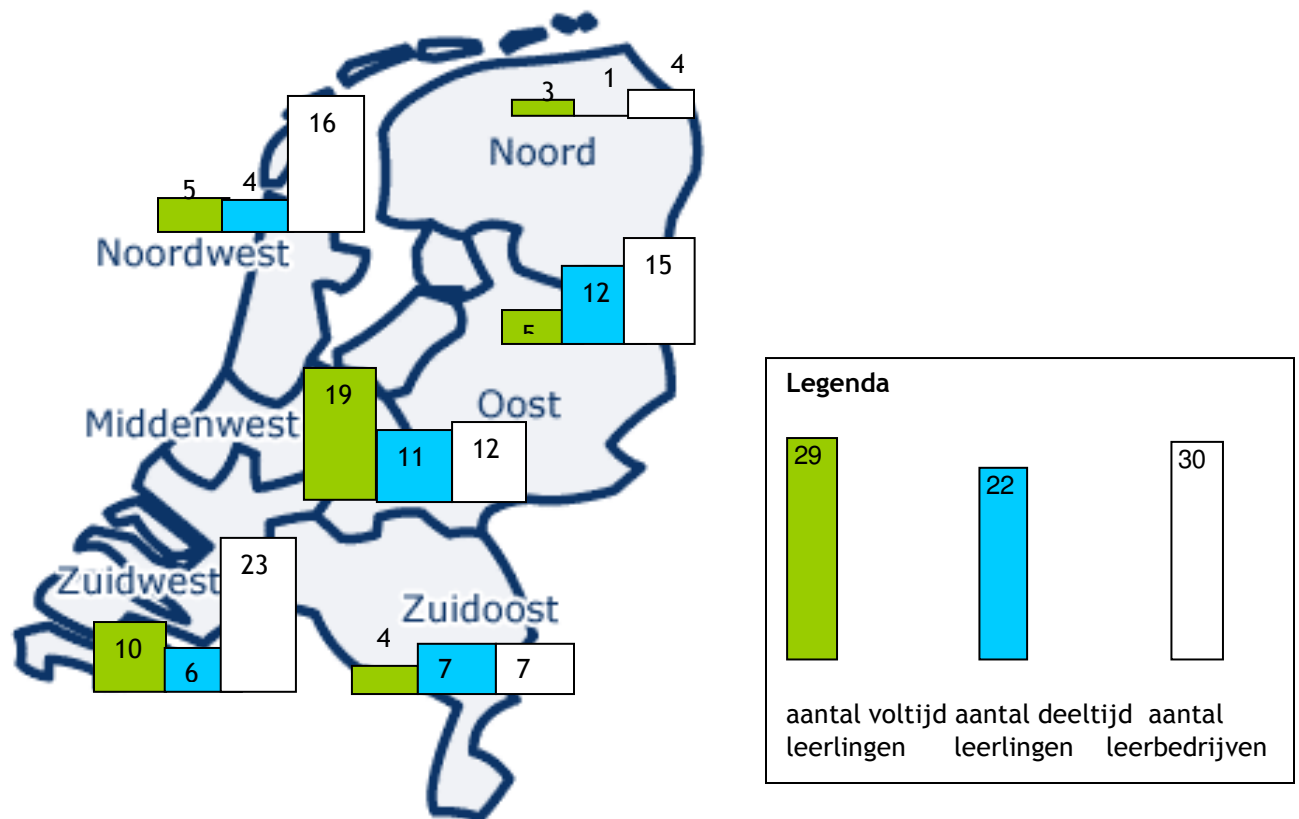 3 1 4
Noord
5 4 16
Noordwest
5 12 15
Oost
19 11 12
Middenwest
10 6 23
Zuidwest
4 7 7
Zuidoost
Legenda
29 22 30
aantal voltijd aantal deeltijd aantal
leerlingen leerlingen leerbedrijven